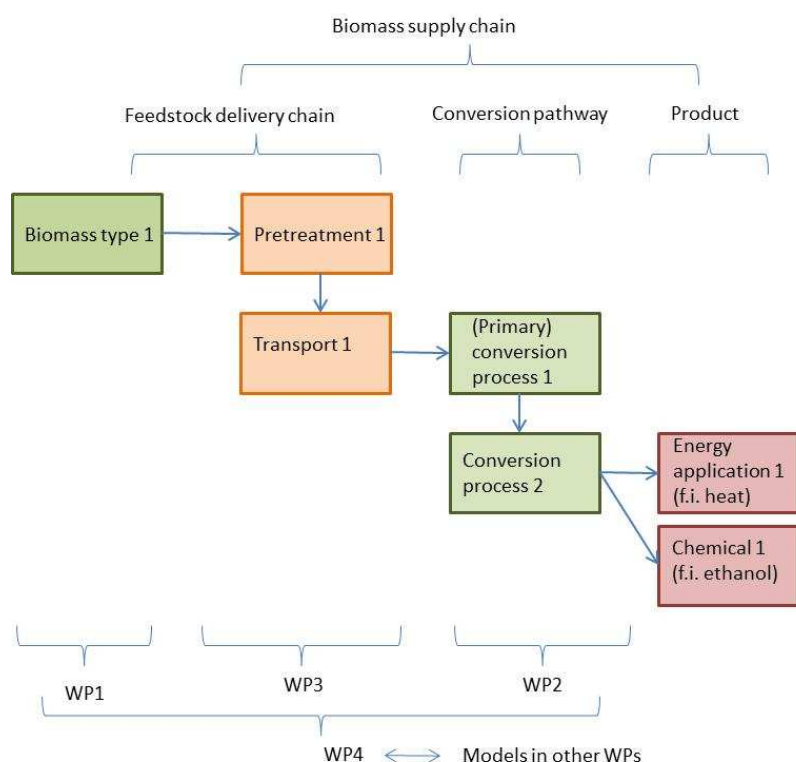 Biomass supply chain
Feedstock delivery chain
Conversion pathway
Product
Biomass type 1
Pretreatment 1
Transport 1
(Primary)
conversion
process 1
Conversion
process 2
Energy
application 1
(f.i. heat)
Chemical 1
(f.i. ethanol)
WP1
WP3
WP2
WP4
Models in other WPs